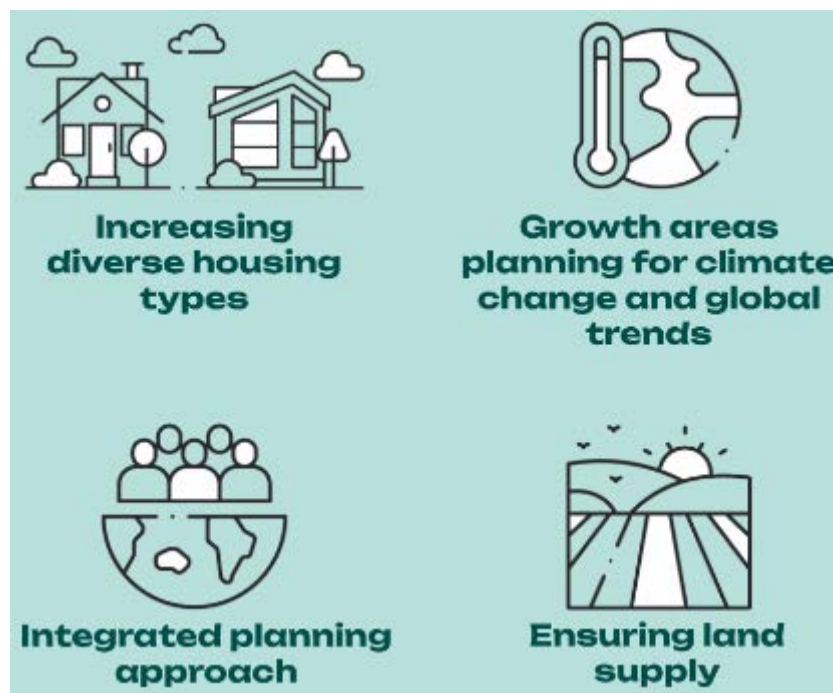 Increasing
diverse housing
types
Growth areas
planning for climate
change and global
trends
Integrated planning
approach
Ensuring land
supply